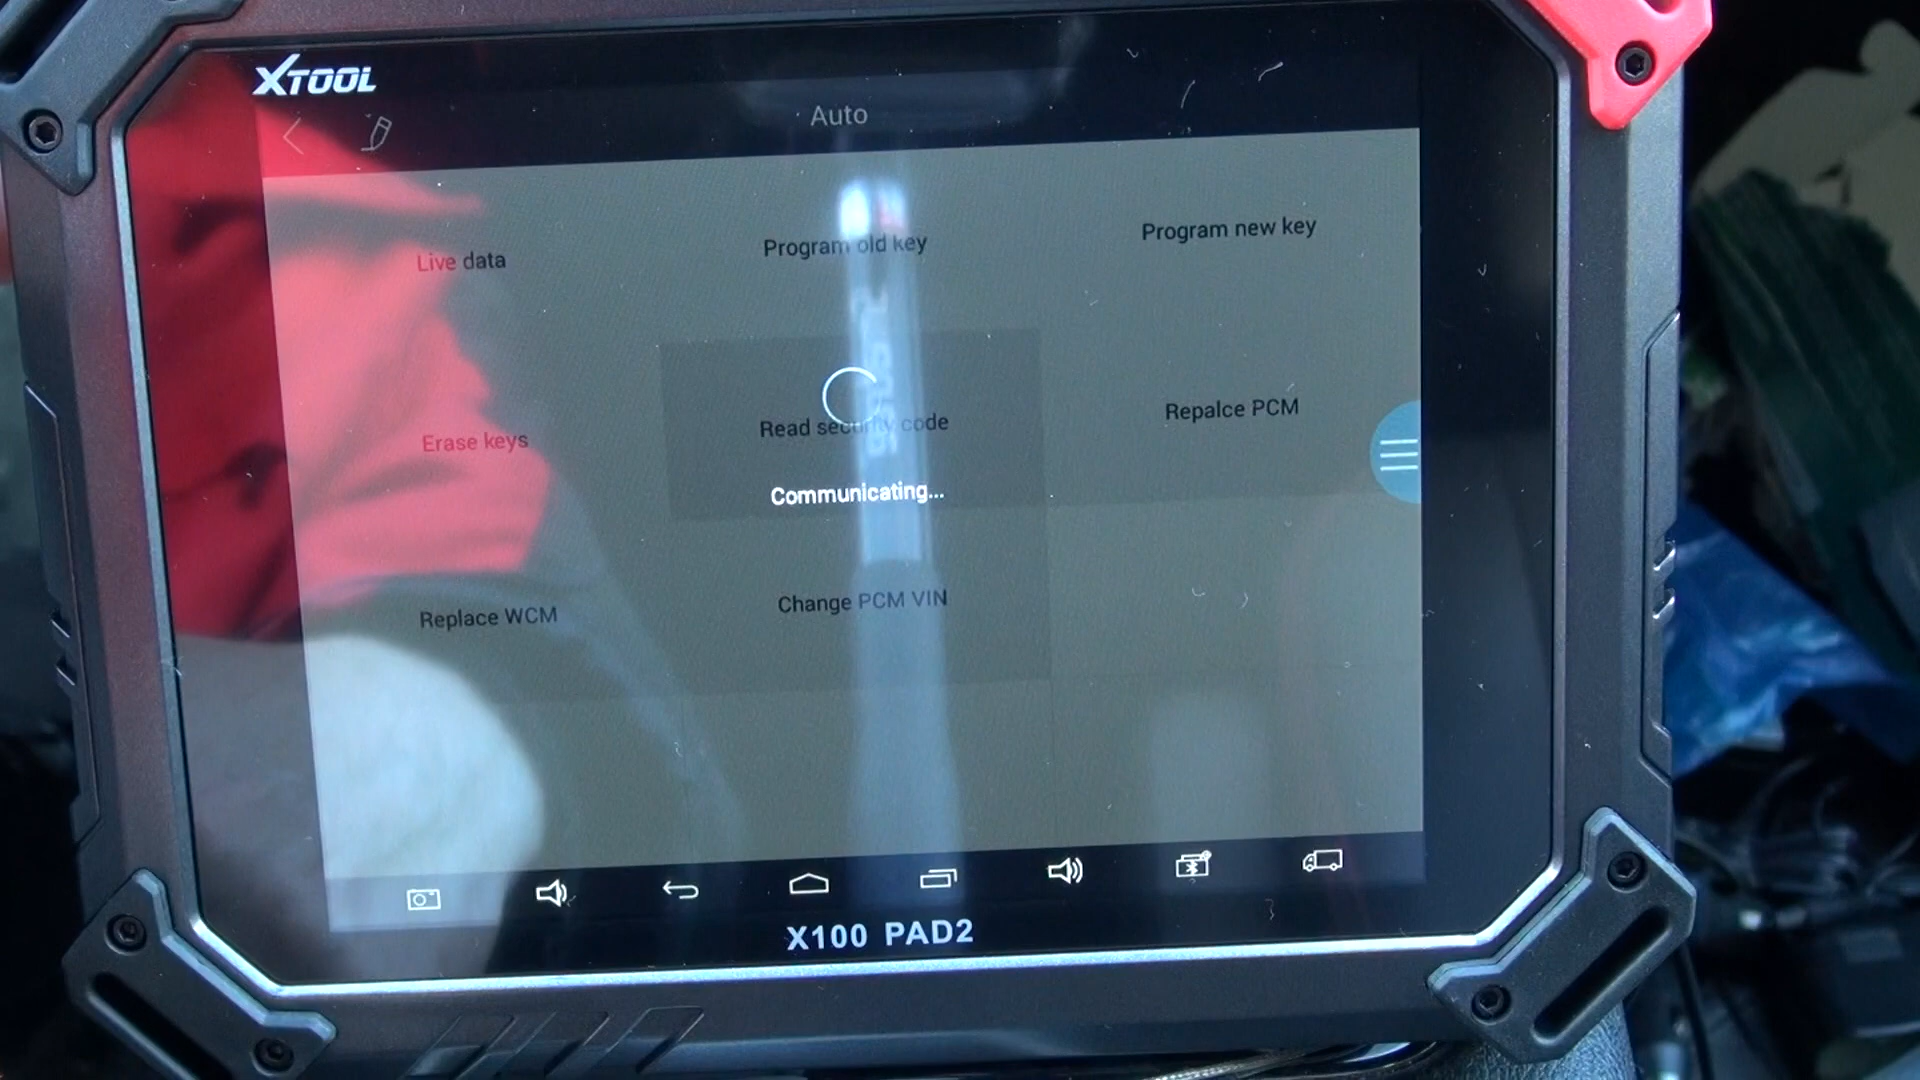 XTOOL
Auto
Live data
Program old key
Program new key
Erase keys
Read security code
Repalce PCM
Communicating...
Replace WCM
Change PCM VIN
X100 PAD2